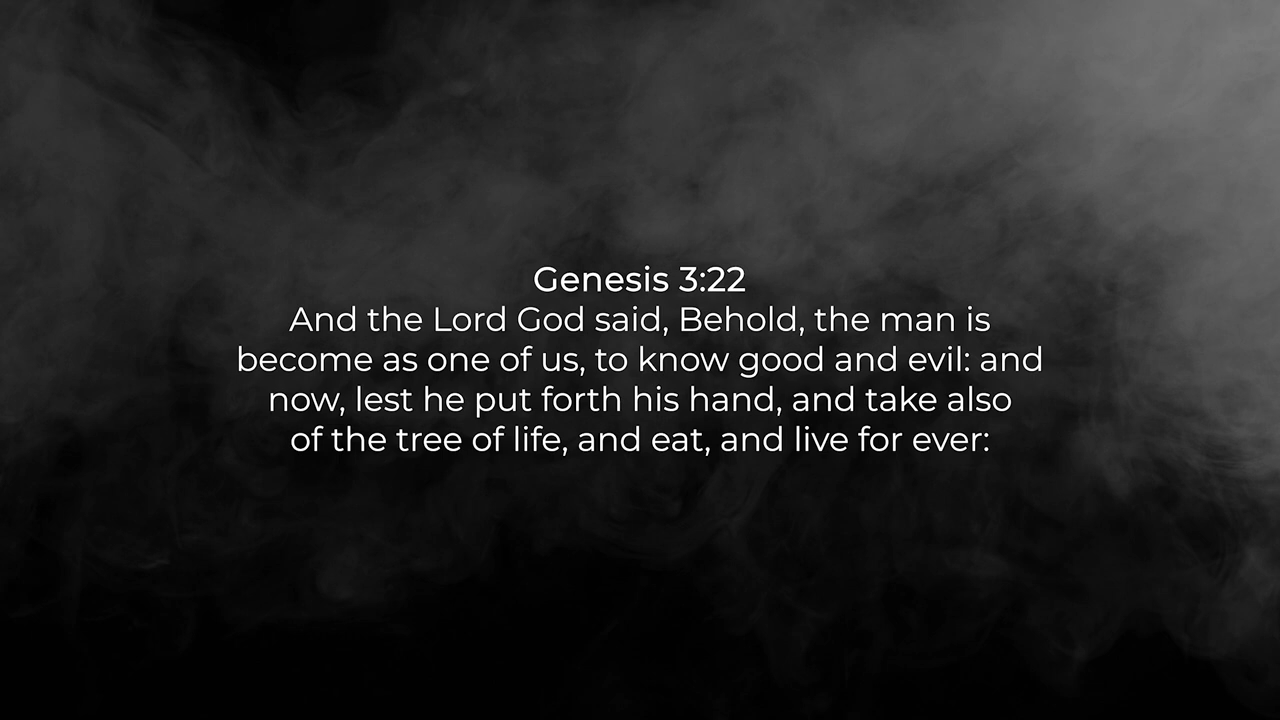 Genesis 3:22
And the Lord God said, Behold, the man is
become as one of us, to know good and evil: and
now, lest he put forth his hand, and take also
of the tree of life, and eat, and live for ever: